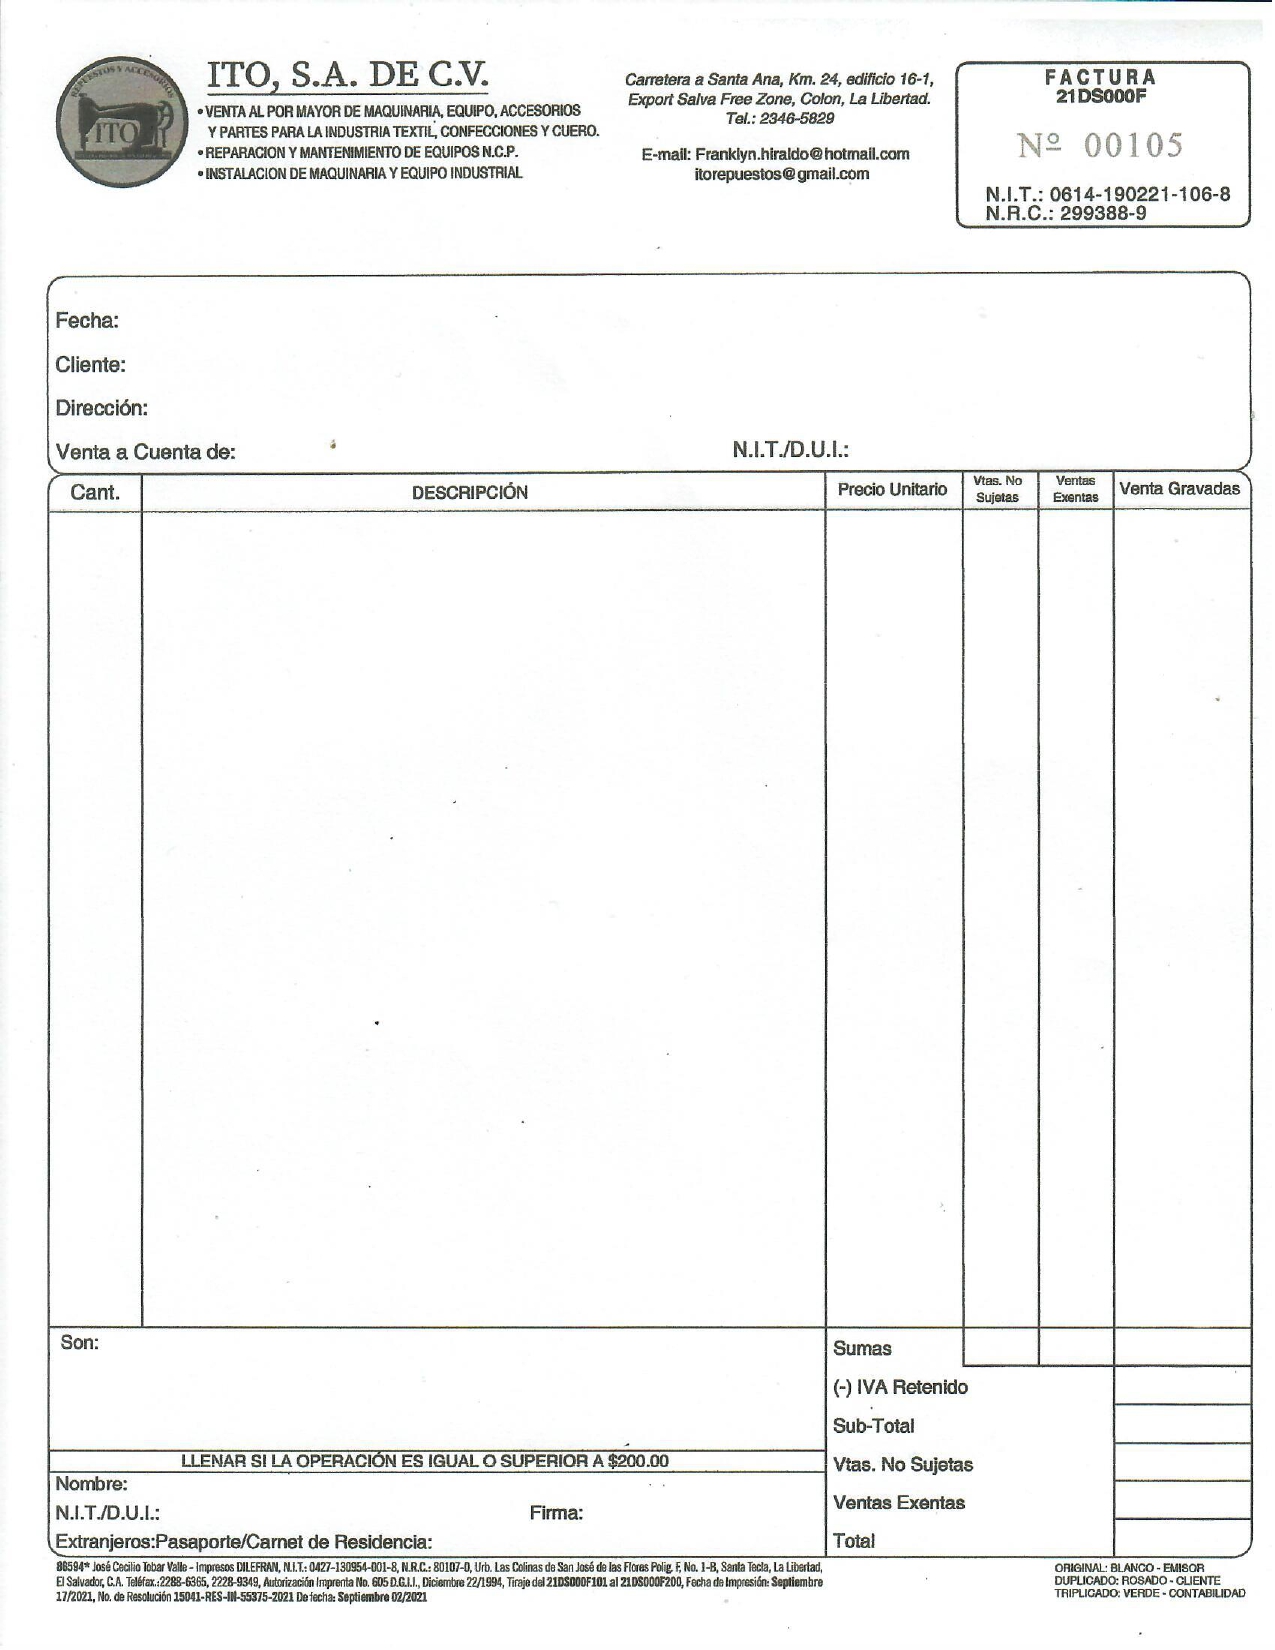 REPUESTOS Y ACCESORIOS
ITO
ITO, S.A. DE C.V.
• VENTA AL POR MAYOR DE MAQUINARIA, EQUIPO, ACCESORIOS
Y PARTES PARA LA INDUSTRIA TEXTIL, CONFECCIONES Y CUERO.
• REPARACION Y MANTENIMIENTO DE EQUIPOS N.C.P.
• INSTALACION DE MAQUINARIA Y EQUIPO INDUSTRIAL
Carretera a Santa Ana, Km. 24, edificio 16-1,
Export Salva Free Zone, Colon, La Libertad.
Tel.: 2346-5829
E-mail: Franklyn.hiraldo@hotmail.com
itorepuestos@gmail.com
FACTURA
21DS000F
Nº 00105
N.I.T.: 0614-190221-106-8
N.R.C.: 299388-9
Fecha:
Cliente:
Dirección:
Venta a Cuenta de: N.I.T./D.U.I.:
Cant. DESCRIPCIÓN Precio Unitario Vtas. No Sujetas Ventas Exentas Venta Gravadas
Son:
Sumas
(-) IVA Retenido
Sub-Total
Vtas. No Sujetas
Ventas Exentas
Total
LLENAR SI LA OPERACIÓN ES IGUAL O SUPERIOR A $200.00
Nombre:
N.I.T./D.U.I.: Firma:
Extranjeros:Pasaporte/Carnet de Residencia:
86594* José Cecilio Tobar Valle - Impresos DILEFRAN, N.I.T.: 0427-130954-001-8, N.R.C.: 80107-0, Urb. Las Colinas de San José de las Flores Polig. F, No. 1-B, Santa Tecla, La Libertad,
El Salvador, C.A. Teléfax.:2288-6365, 2228-9349, Autorización Imprenta No. 605 D.G.I.I., Diciembre 22/1994, Tiraje del 21DS000F101 al 21DS000F200, Fecha de Impresión: Septiembre
17/2021, No. de Resolución 15041-RES-IN-55375-2021 De fecha: Septiembre 02/2021
ORIGINAL: BLANCO - EMISOR
DUPLICADO: ROSADO - CLIENTE
TRIPLICADO: VERDE - CONTABILIDAD